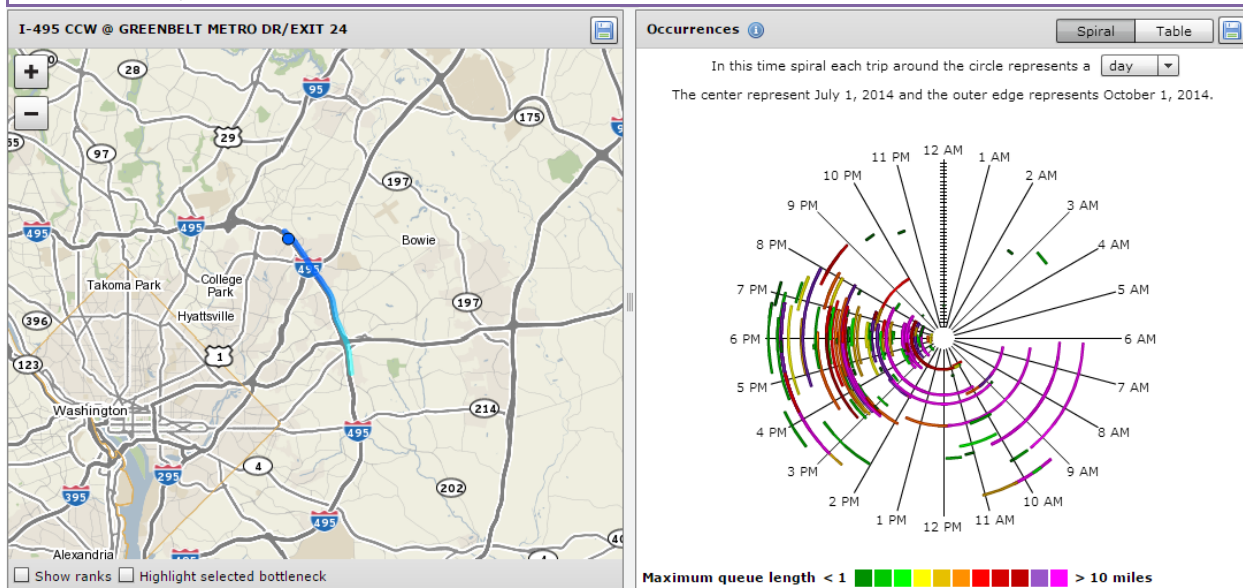 I-495 CCW @ GREENBELT METRO DR/EXIT 24
+
−
28
95
29
175
97
197
495
Bowie
495
Takoma Park
College
Park
197
Hyattsville
396
1
123
Washington
214
495
4
295
395
202
495
Alexandria
Show ranks
Highlight selected bottleneck
Occurrences
Spiral
Table
In this time spiral each trip around the circle represents a day
The center represent July 1, 2014 and the outer edge represents October 1, 2014.
12 AM
1 AM
2 AM
3 AM
4 AM
5 AM
6 AM
7 AM
8 AM
9 AM
10 AM
11 AM
12 PM
1 PM
2 PM
3 PM
4 PM
5 PM
6 PM
7 PM
8 PM
9 PM
10 PM
11 PM
Maximum queue length < 1 > 10 miles